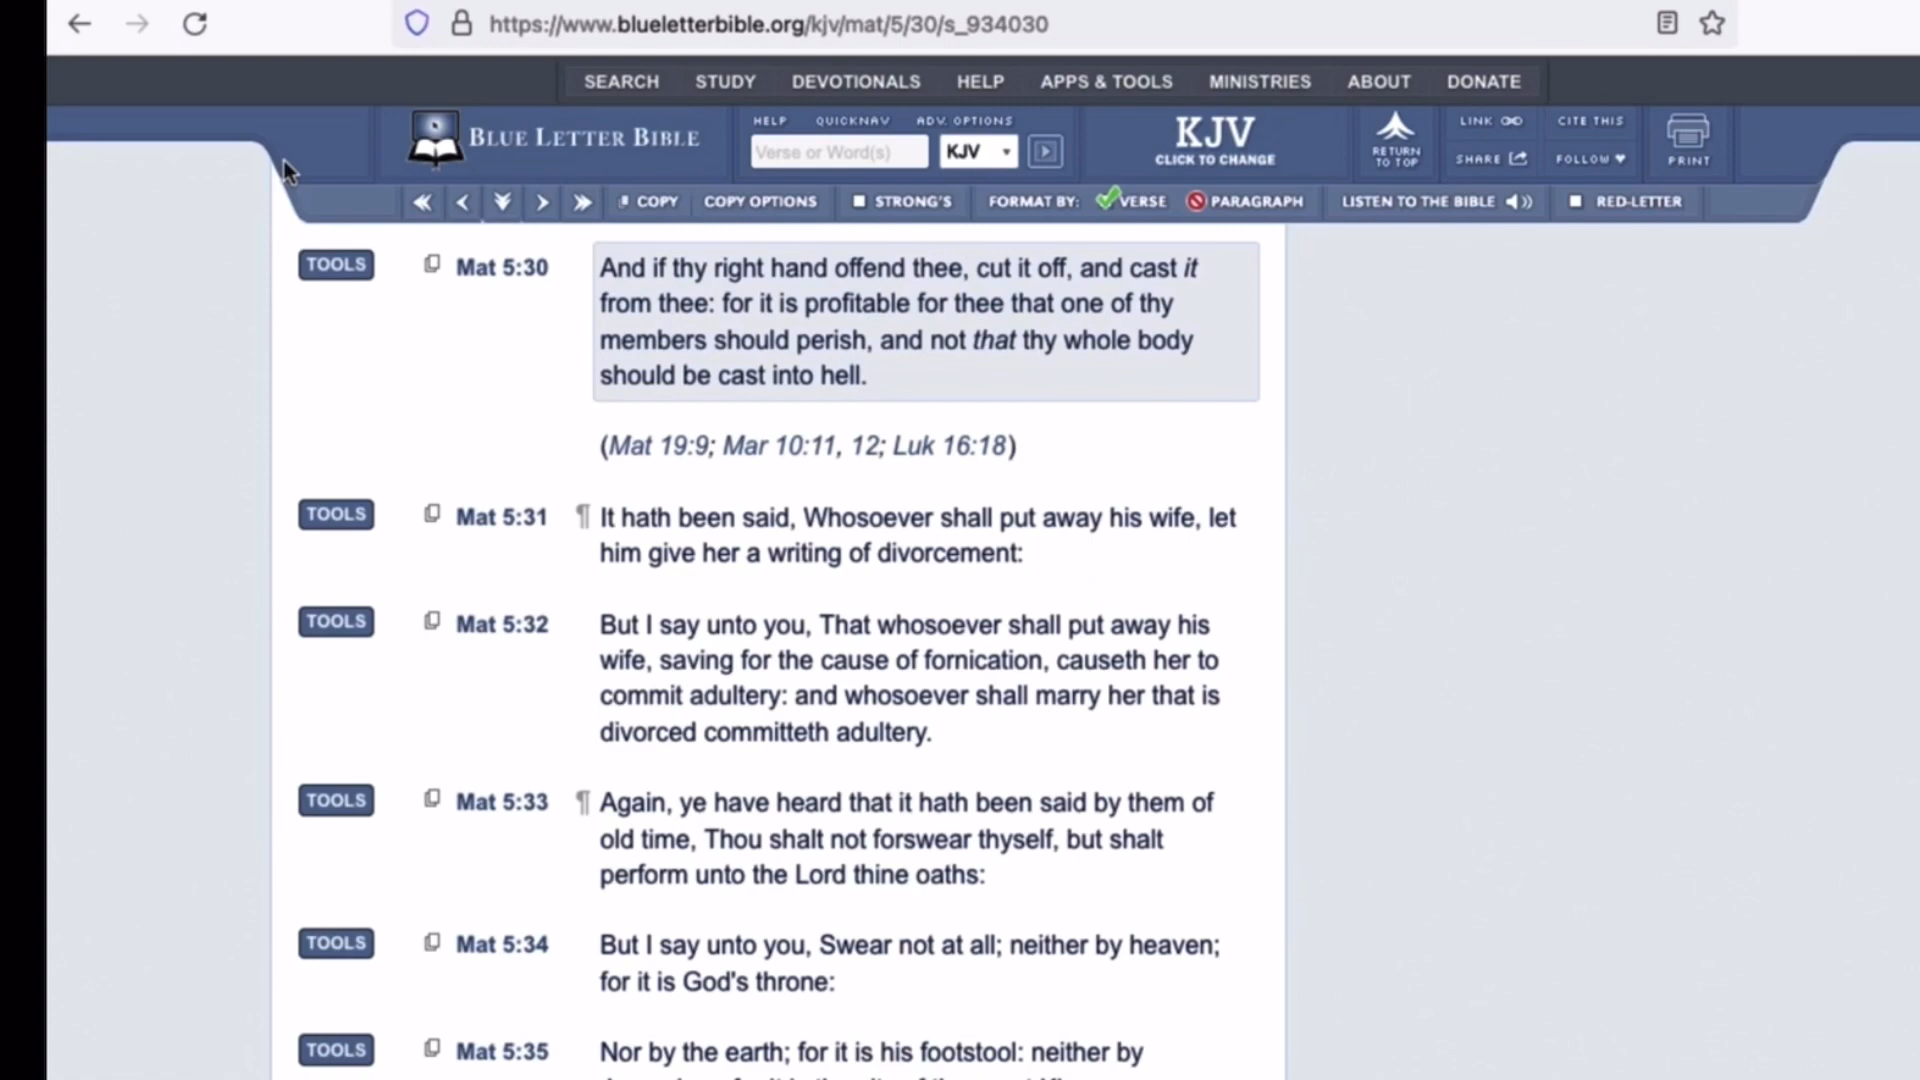 https://www.blueletterbible.org/kjv/mat/5/30/s_934030
SEARCH STUDY DEVOTIONALS HELP APPS & TOOLS MINISTRIES ABOUT DONATE
BLUE LETTER BIBLE
HELP QUICKNAV ADV. OPTIONS
Verse or Word(s) KJV
KJV
CLICK TO CHANGE
RETURN
TO TOP
LINK CITE THIS
SHARE FOLLOW
PRINT
COPY COPY OPTIONS STRONG'S FORMAT BY: VERSE PARAGRAPH LISTEN TO THE BIBLE RED-LETTER
TOOLS Mat 5:30 And if thy right hand offend thee, cut it off, and cast it
from thee: for it is profitable for thee that one of thy
members should perish, and not that thy whole body
should be cast into hell.
(Mat 19:9; Mar 10:11, 12; Luk 16:18)
TOOLS Mat 5:31 ¶ It hath been said, Whosoever shall put away his wife, let
him give her a writing of divorcement:
TOOLS Mat 5:32 But I say unto you, That whosoever shall put away his
wife, saving for the cause of fornication, causeth her to
commit adultery: and whosoever shall marry her that is
divorced committeth adultery.
TOOLS Mat 5:33 ¶ Again, ye have heard that it hath been said by them of
old time, Thou shalt not forswear thyself, but shalt
perform unto the Lord thine oaths:
TOOLS Mat 5:34 But I say unto you, Swear not at all; neither by heaven;
for it is God's throne:
TOOLS Mat 5:35 Nor by the earth; for it is his footstool: neither by